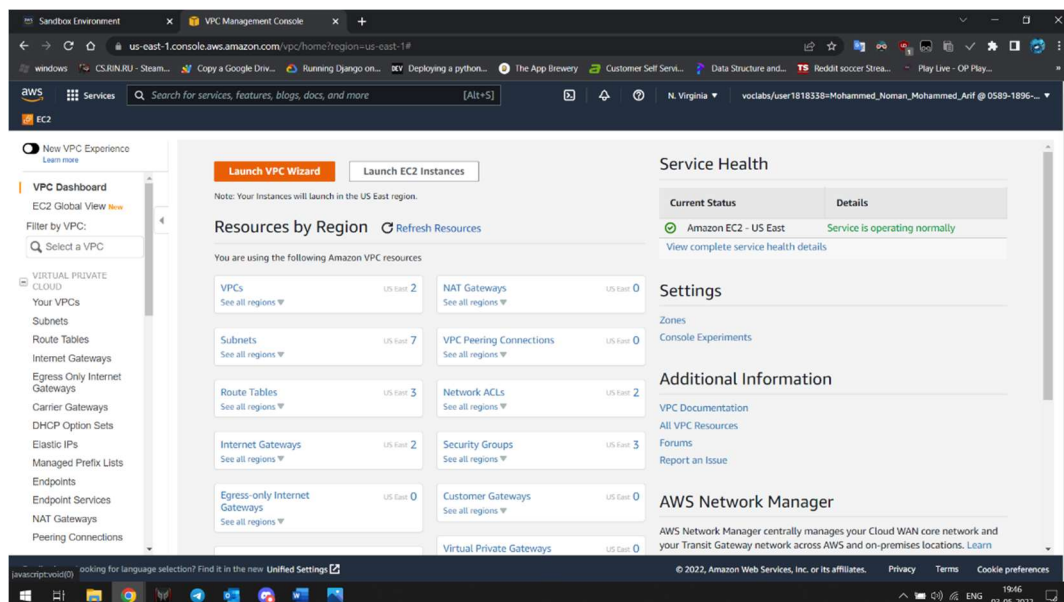 Sandbox Environment
VPC Management Console
us-east-1.console.aws.amazon.com/vpc/home?region=us-east-1#
windows
CS.RIN.RU - Steam...
Copy a Google Driv...
Running Django on...
DEV
Deploying a python...
The App Brewery
Customer Self Servi...
Data Structure and...
TS
Reddit soccer Strea...
Play Live - OP Play...
aws
Services
Search for services, features, blogs, docs, and more
[Alt+S]
N. Virginia
voclabs/user1818338=Mohammed_Noman_Mohammed_Arif @ 0589-1896-...
EC2
New VPC Experience
Learn more
VPC Dashboard
EC2 Global View New
Filter by VPC:
Select a VPC
VIRTUAL PRIVATE
CLOUD
Your VPCs
Subnets
Route Tables
Internet Gateways
Egress Only Internet
Gateways
Carrier Gateways
DHCP Option Sets
Elastic IPs
Managed Prefix Lists
Endpoints
Endpoint Services
NAT Gateways
Peering Connections
Launch VPC Wizard
Launch EC2 Instances
Note: Your Instances will launch in the US East region.
Resources by Region
Refresh Resources
You are using the following Amazon VPC resources
VPCs US East 2
See all regions
NAT Gateways US East 0
See all regions
Subnets US East 7
See all regions
VPC Peering Connections US East 0
See all regions
Route Tables US East 3
See all regions
Network ACLs US East 2
See all regions
Internet Gateways US East 2
See all regions
Security Groups US East 3
See all regions
Egress-only Internet US East 0
Gateways
See all regions
Customer Gateways US East 0
See all regions
Virtual Private Gateways US East 0
Service Health
Current Status Details
Amazon EC2 - US East Service is operating normally
View complete service health details
Settings
Zones
Console Experiments
Additional Information
VPC Documentation
All VPC Resources
Forums
Report an Issue
AWS Network Manager
AWS Network Manager centrally manages your Cloud WAN core network and
your Transit Gateway network across AWS and on-premises locations. Learn
javascript:void(0)
ooking for language selection? Find it in the new Unified Settings
© 2022, Amazon Web Services, Inc. or its affiliates.
Privacy
Terms
Cookie preferences
ENG
19:46